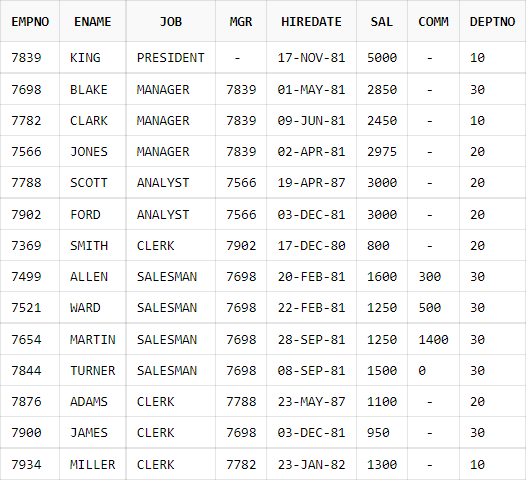 EMPNO ENAME JOB MGR HIREDATE SAL COMM DEPTNO
7839 KING PRESIDENT - 17-NOV-81 5000 - 10
7698 BLAKE MANAGER 7839 01-MAY-81 2850 - 30
7782 CLARK MANAGER 7839 09-JUN-81 2450 - 10
7566 JONES MANAGER 7839 02-APR-81 2975 - 20
7788 SCOTT ANALYST 7566 19-APR-87 3000 - 20
7902 FORD ANALYST 7566 03-DEC-81 3000 - 20
7369 SMITH CLERK 7902 17-DEC-80 800 - 20
7499 ALLEN SALESMAN 7698 20-FEB-81 1600 300 30
7521 WARD SALESMAN 7698 22-FEB-81 1250 500 30
7654 MARTIN SALESMAN 7698 28-SEP-81 1250 1400 30
7844 TURNER SALESMAN 7698 08-SEP-81 1500 0 30
7876 ADAMS CLERK 7788 23-MAY-87 1100 - 20
7900 JAMES CLERK 7698 03-DEC-81 950 - 30
7934 MILLER CLERK 7782 23-JAN-82 1300 - 10